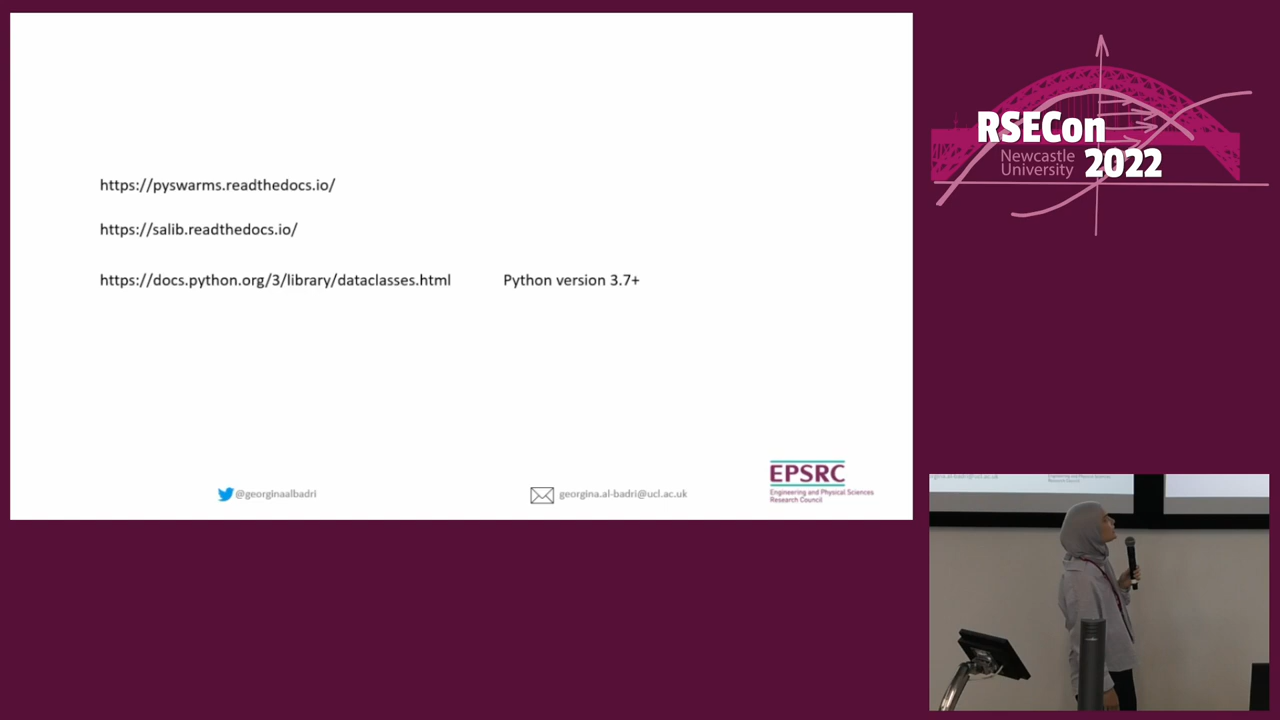 https://pyswarms.readthedocs.io/
https://salib.readthedocs.io/
https://docs.python.org/3/library/dataclasses.html Python version 3.7+
@georginaalbadri
georgina.al-badri@ucl.ac.uk
EPSRC
Engineering and Physical Sciences
Research Council
RSECon
Newcastle
University
2022